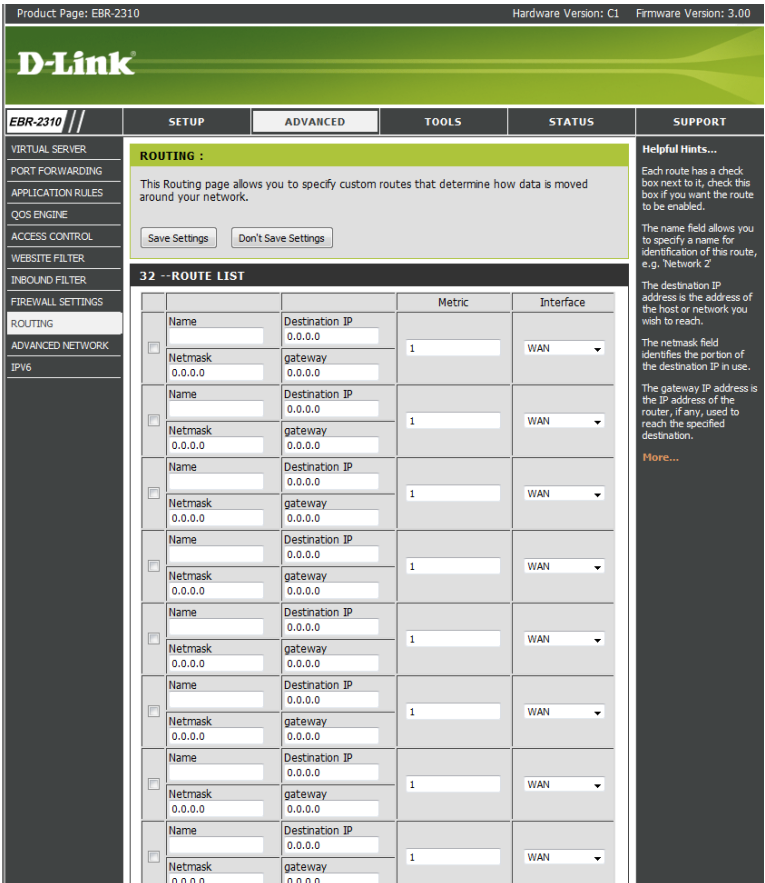 Product Page: EBR-2310 Hardware Version: C1 Firmware Version: 3.00
D-Link
EBR-2310 // SETUP ADVANCED TOOLS STATUS SUPPORT
VIRTUAL SERVER
PORT FORWARDING
APPLICATION RULES
QOS ENGINE
ACCESS CONTROL
WEBSITE FILTER
INBOUND FILTER
FIREWALL SETTINGS
ROUTING
ADVANCED NETWORK
IPV6
ROUTING :
This Routing page allows you to specify custom routes that determine how data is moved
around your network.
Save Settings Don't Save Settings
32 --ROUTE LIST
Metric Interface
Name Destination IP
0.0.0.0
1 WAN
Netmask gateway
0.0.0.0 0.0.0.0
Name Destination IP
0.0.0.0
1 WAN
Netmask gateway
0.0.0.0 0.0.0.0
Name Destination IP
0.0.0.0
1 WAN
Netmask gateway
0.0.0.0 0.0.0.0
Name Destination IP
0.0.0.0
1 WAN
Netmask gateway
0.0.0.0 0.0.0.0
Name Destination IP
0.0.0.0
1 WAN
Netmask gateway
0.0.0.0 0.0.0.0
Name Destination IP
0.0.0.0
1 WAN
Netmask gateway
0.0.0.0 0.0.0.0
Name Destination IP
0.0.0.0
1 WAN
Netmask gateway
0.0.0.0 0.0.0.0
Name Destination IP
0.0.0.0
1 WAN
Netmask gateway
0.0.0.0 0.0.0.0
Helpful Hints...
Each route has a check
box next to it, check this
box if you want the route
to be enabled.
The name field allows you
to specify a name for
identification of this route,
e.g. 'Network 2'
The destination IP
address is the address of
the host or network you
wish to reach.
The netmask field
identifies the portion of
the destination IP in use.
The gateway IP address is
the IP address of the
router, if any, used to
reach the specified
destination.
More...